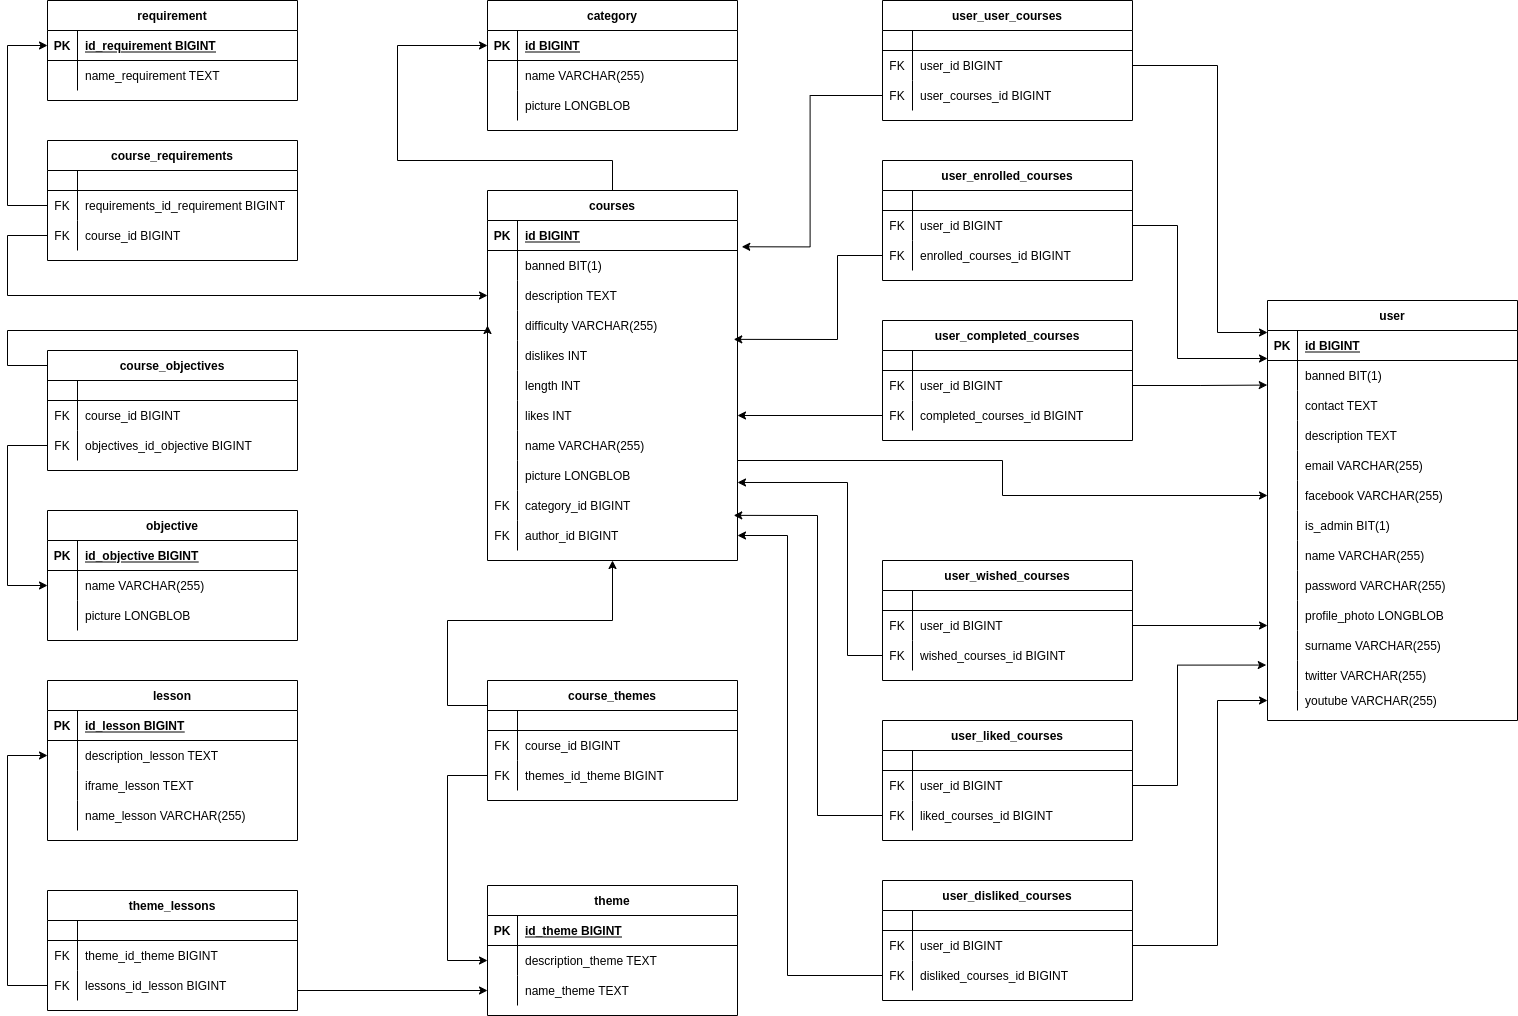 requirement
PK id_requirement BIGINT
name_requirement TEXT
course_requirements
FK requirements_id_requirement BIGINT
FK course_id BIGINT
course_objectives
FK course_id BIGINT
FK objectives_id_objective BIGINT
objective
PK id_objective BIGINT
name VARCHAR(255)
picture LONGBLOB
lesson
PK id_lesson BIGINT
description_lesson TEXT
iframe_lesson TEXT
name_lesson VARCHAR(255)
theme_lessons
FK theme_id_theme BIGINT
FK lessons_id_lesson BIGINT
category
PK id BIGINT
name VARCHAR(255)
picture LONGBLOB
courses
PK id BIGINT
banned BIT(1)
description TEXT
difficulty VARCHAR(255)
dislikes INT
length INT
likes INT
name VARCHAR(255)
picture LONGBLOB
FK category_id BIGINT
FK author_id BIGINT
course_themes
FK course_id BIGINT
FK themes_id_theme BIGINT
theme
PK id_theme BIGINT
description_theme TEXT
name_theme TEXT
user_user_courses
FK user_id BIGINT
FK user_courses_id BIGINT
user_enrolled_courses
FK user_id BIGINT
FK enrolled_courses_id BIGINT
user_completed_courses
FK user_id BIGINT
FK completed_courses_id BIGINT
user_wished_courses
FK user_id BIGINT
FK wished_courses_id BIGINT
user_liked_courses
FK user_id BIGINT
FK liked_courses_id BIGINT
user_disliked_courses
FK user_id BIGINT
FK disliked_courses_id BIGINT
user
PK id BIGINT
banned BIT(1)
contact TEXT
description TEXT
email VARCHAR(255)
facebook VARCHAR(255)
is_admin BIT(1)
name VARCHAR(255)
password VARCHAR(255)
profile_photo LONGBLOB
surname VARCHAR(255)
twitter VARCHAR(255)
youtube VARCHAR(255)